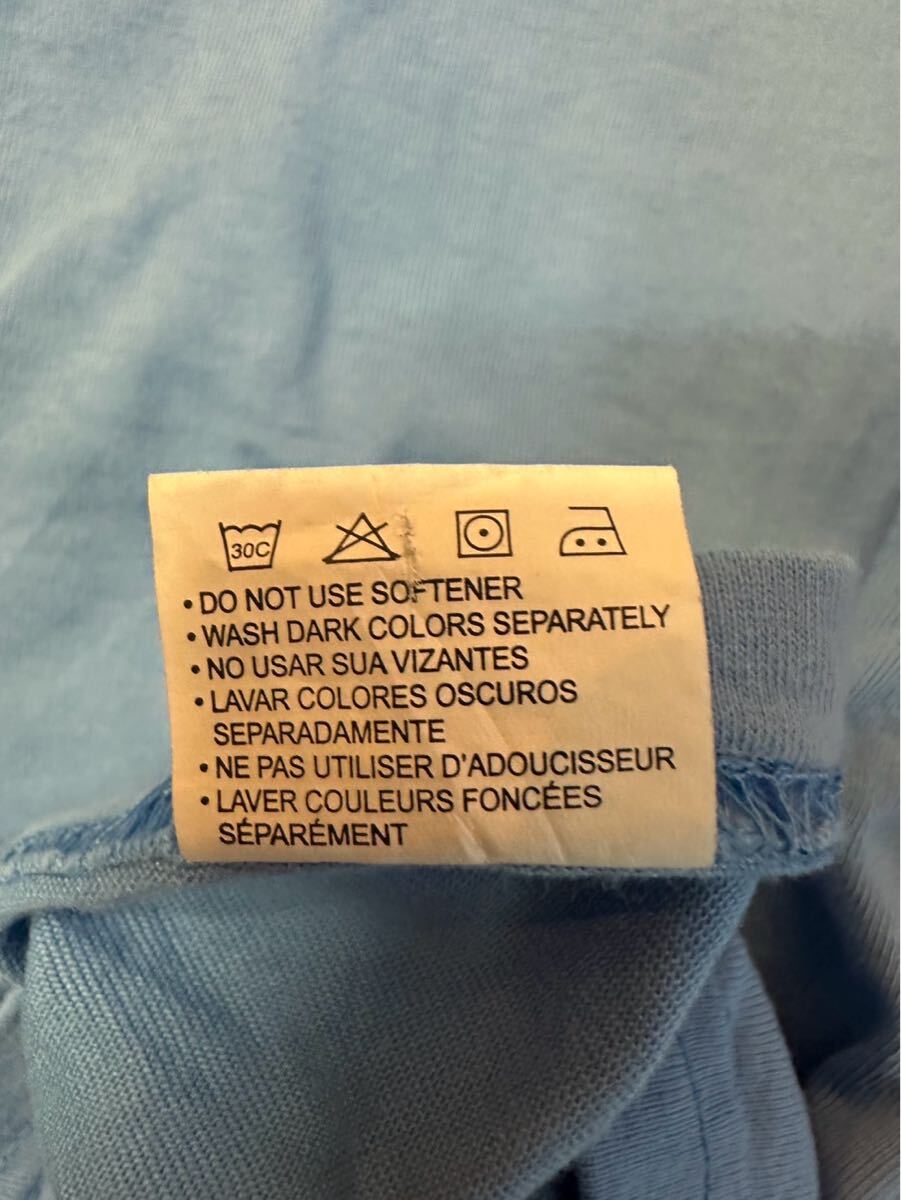 30C
• DO NOT USE SOFTENER
• WASH DARK COLORS SEPARATELY
• NO USAR SUA VIZANTES
• LAVAR COLORES OSCUROS
SEPARADAMENTE
• NE PAS UTILISER D'ADOUCISSEUR
• LAVER COULEURS FONCÉES
SÉPARÉMENT